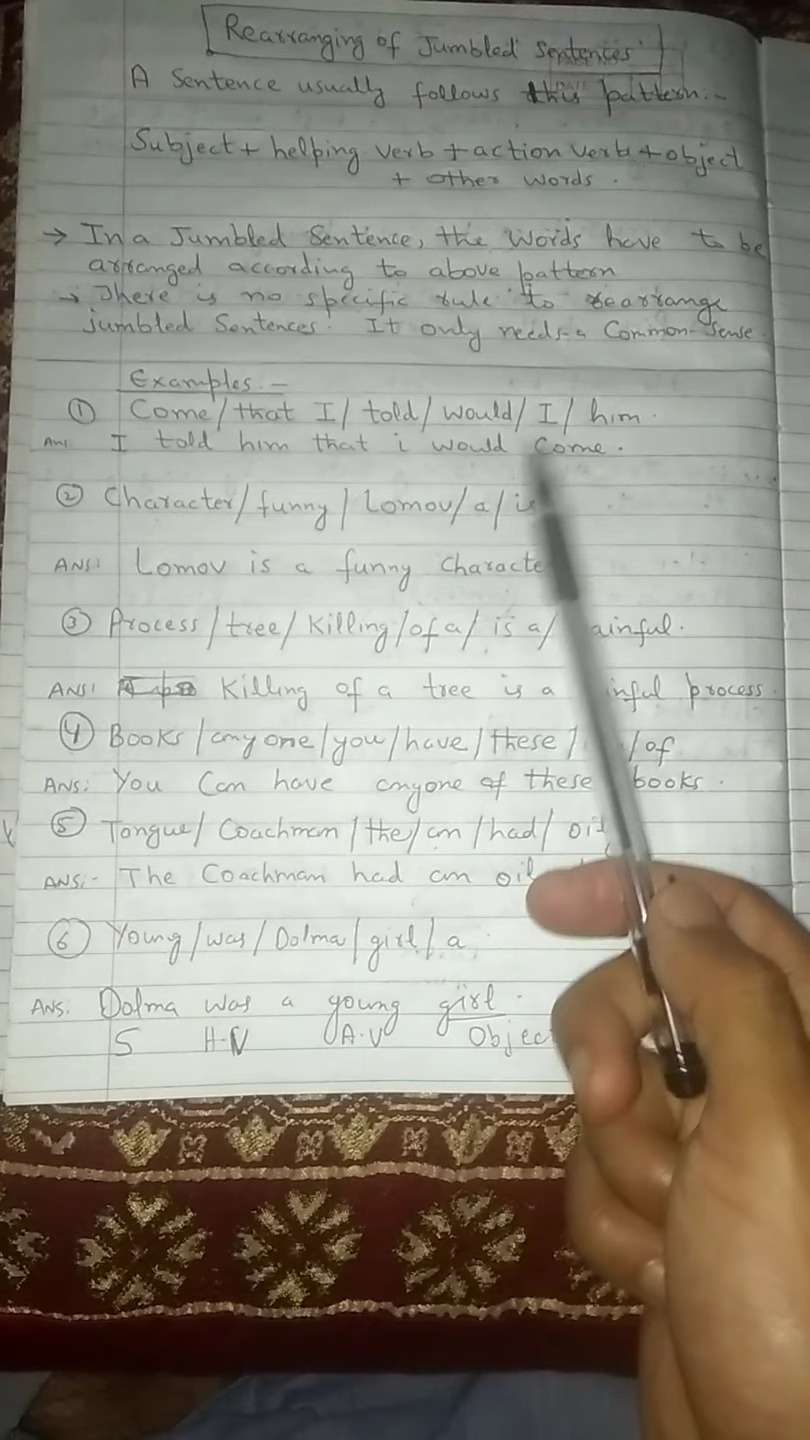 Rearranging of Jumbled Sentences
A Sentence usually follows this pattern:-
Subject + helping verb + action verb + object
+ other words.
→ In a Jumbled Sentence, the words have to be
arranged according to above pattern
→ There is no specific rule to rearrange
jumbled Sentences. It only needs a Common-Sense.
Examples:-
① Come/that I/told/would/I/him.
Ans I told him that i would come.
② Character/funny/Lomov/a/is
ANS: Lomov is a funny Characte
③ Process/tree/Killing/of a/is a/ ainful.
ANS: Killing of a tree is a inful process.
④ Books/anyone/you/have/these/ /of
ANS: You Can have anyone of these books.
⑤ Tongue/Coachman/the/an/had/oil
ANS:- The Coachman had an oil
⑥ Young/was/Dolma/girl/a
ANS. Dolma was a young girl.
S H-V A.V Objec